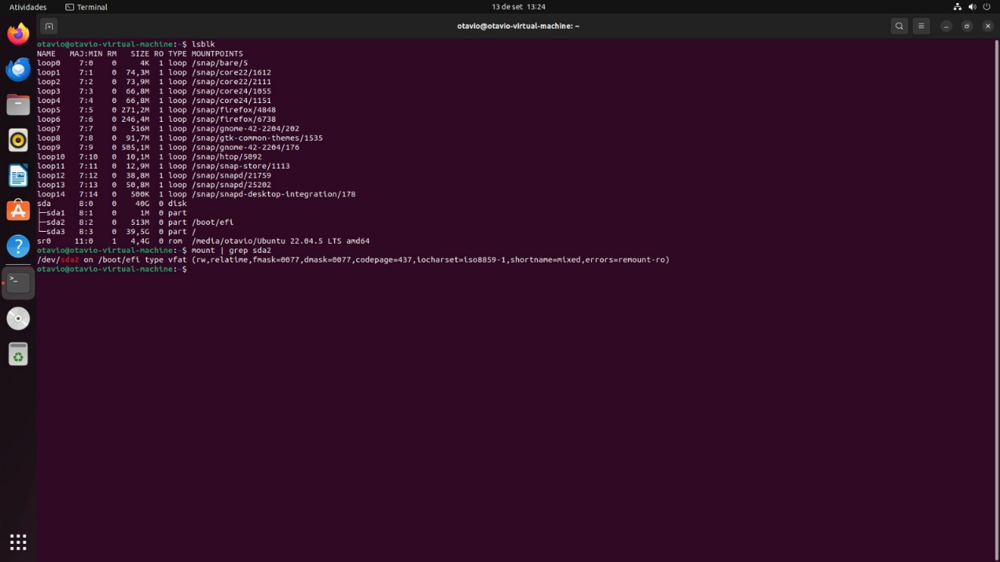 Atividades
Terminal
13 de set 13:24
otavio@otavio-virtual-machine: ~
otavio@otavio-virtual-machine:~$ lsblk
NAME   MAJ:MIN RM   SIZE RO TYPE MOUNTPOINTS
loop0    7:0    0     4K  1 loop /snap/bare/5
loop1    7:1    0  74,3M  1 loop /snap/core22/1612
loop2    7:2    0  73,9M  1 loop /snap/core22/2111
loop3    7:3    0  66,8M  1 loop /snap/core24/1055
loop4    7:4    0  66,8M  1 loop /snap/core24/1151
loop5    7:5    0 271,2M  1 loop /snap/firefox/4848
loop6    7:6    0 246,4M  1 loop /snap/firefox/6738
loop7    7:7    0   516M  1 loop /snap/gnome-42-2204/202
loop8    7:8    0  91,7M  1 loop /snap/gtk-common-themes/1535
loop9    7:9    0 505,1M  1 loop /snap/gnome-42-2204/176
loop10   7:10   0  10,1M  1 loop /snap/htop/5092
loop11   7:11   0  12,9M  1 loop /snap/snap-store/1113
loop12   7:12   0  38,8M  1 loop /snap/snapd/21759
loop13   7:13   0  50,8M  1 loop /snap/snapd/25202
loop14   7:14   0   500K  1 loop /snap/snapd-desktop-integration/178
sda      8:0    0    40G  0 disk
├─sda1   8:1    0     1M  0 part
├─sda2   8:2    0   513M  0 part /boot/efi
└─sda3   8:3    0  39,5G  0 part /
sr0     11:0    1   4,4G  0 rom  /media/otavio/Ubuntu 22.04.5 LTS amd64
otavio@otavio-virtual-machine:~$ mount | grep sda2
/dev/sda2 on /boot/efi type vfat (rw,relatime,fmask=0077,dmask=0077,codepage=437,iocharset=iso8859-1,shortname=mixed,errors=remount-ro)
otavio@otavio-virtual-machine:~$